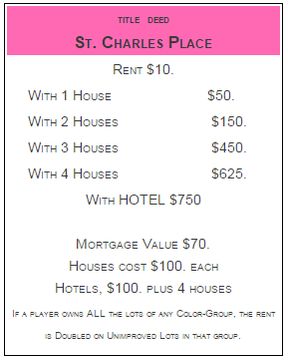 TITLE DEED
ST. CHARLES PLACE
RENT $10.
WITH 1 HOUSE $50.
WITH 2 HOUSES $150.
WITH 3 HOUSES $450.
WITH 4 HOUSES $625.
WITH HOTEL $750
MORTGAGE VALUE $70.
HOUSES COST $100. EACH
HOTELS, $100. PLUS 4 HOUSES
IF A PLAYER OWNS ALL THE LOTS OF ANY COLOR-GROUP, THE RENT
IS DOUBLED ON UNIMPROVED LOTS IN THAT GROUP.